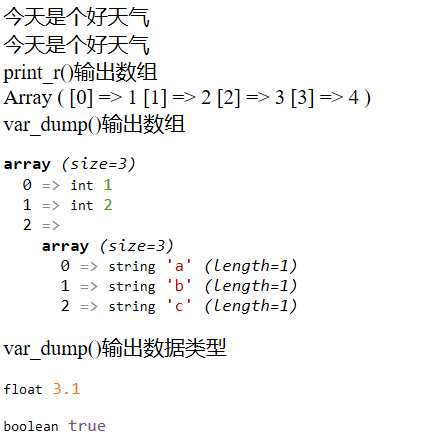 今天是个好天气
今天是个好天气
print_r()输出数组
Array ( [0] => 1 [1] => 2 [2] => 3 [3] => 4 )
var_dump()输出数组
array (size=3)
0 => int 1
1 => int 2
2 =>
array (size=3)
0 => string 'a' (length=1)
1 => string 'b' (length=1)
2 => string 'c' (length=1)
var_dump()输出数据类型
float 3.1
boolean true